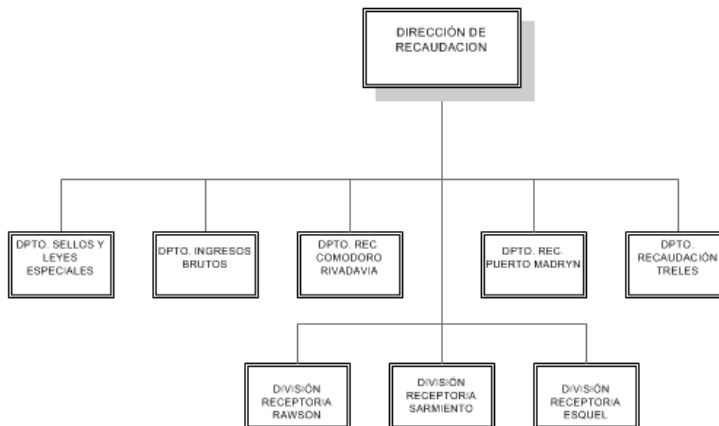 DIRECCIÓN DE
RECAUDACION
DPTO. SELLOS Y
LEYES
ESPECIALES
DPTO. INGRESOS
BRUTOS
DPTO. REC.
COMODORO
RIVADAVIA
DPTO. REC.
PUERTO MADRYN
DPTO.
RECAUDACIÓN
TRELES
DIVISIÓN
RECEPTORIA
RAWSON
DIVISIÓN
RECEPTORIA
SARMIENTO
DIVISIÓN
RECEPTORIA
ESQUEL